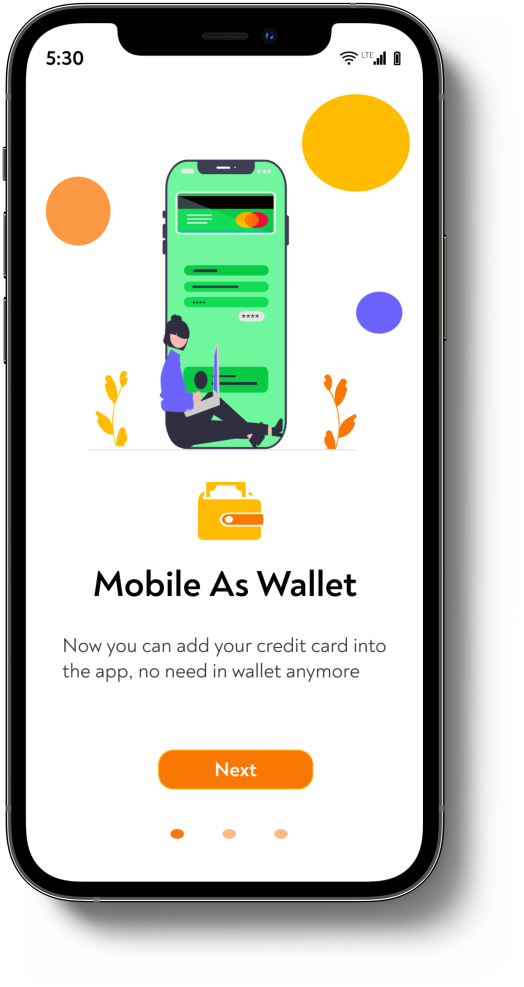 5:30
LTE
****
****
Mobile As Wallet
Now you can add your credit card into
the app, no need in wallet anymore
Next